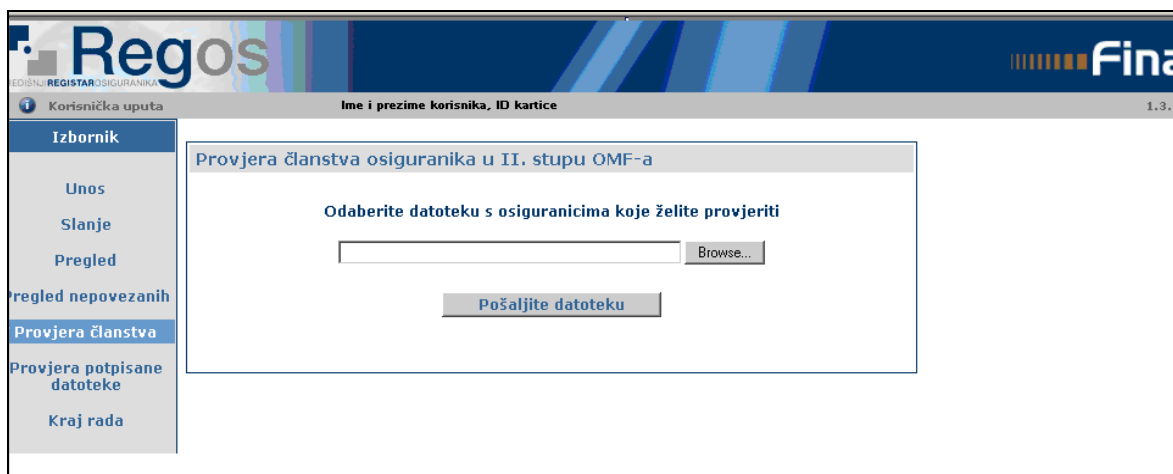 Regos
EDIŠNJI REGISTAR OSIGURANIKA
Fina
Korisnička uputa
Ime i prezime korisnika, ID kartice
1.3.
Izbornik
Unos
Slanje
Pregled
regled nepovezanih
Provjera članstva
Provjera potpisane
datoteke
Kraj rada
Provjera članstva osiguranika u II. stupu OMF-a
Odaberite datoteku s osiguranicima koje želite provjeriti
Browse...
Pošaljite datoteku